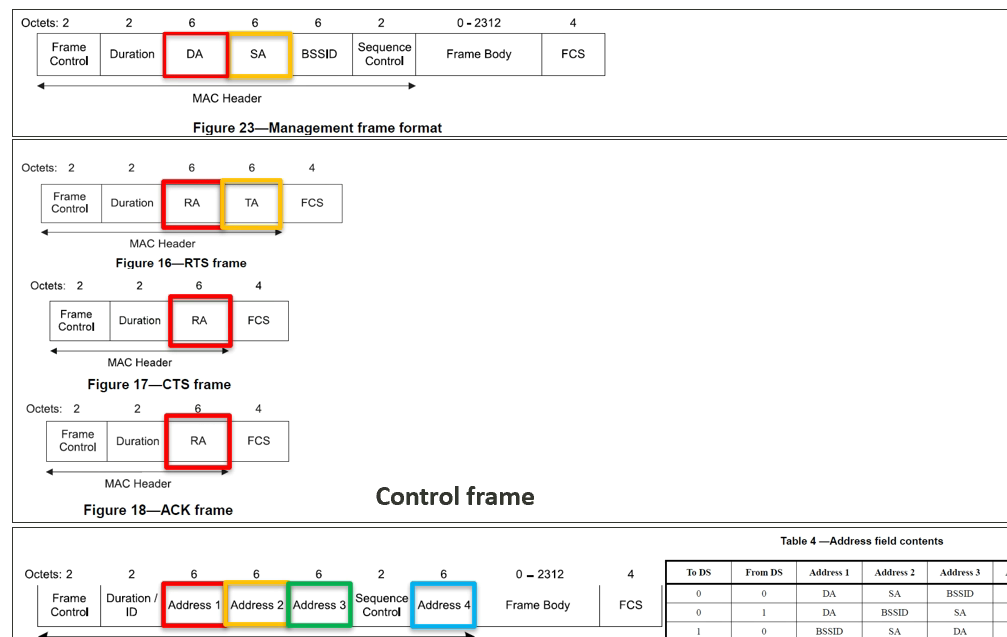 Octets: 2 2 6 6 6 2 0 - 2312 4
Frame Control Duration DA SA BSSID Sequence Control Frame Body FCS
MAC Header
Figure 23—Management frame format
Octets: 2 2 6 6 4
Frame Control Duration RA TA FCS
MAC Header
Figure 16—RTS frame
Octets: 2 2 6 4
Frame Control Duration RA FCS
MAC Header
Figure 17—CTS frame
Octets: 2 2 6 4
Frame Control Duration RA FCS
MAC Header
Figure 18—ACK frame
Control frame
Table 4 —Address field contents
Octets: 2 2 6 6 6 2 6 0 - 2312 4
Frame Control Duration / ID Address 1 Address 2 Address 3 Sequence Control Address 4 Frame Body FCS
To DS From DS Address 1 Address 2 Address 3
0 0 DA SA BSSID
0 1 DA BSSID SA
1 0 BSSID SA DA